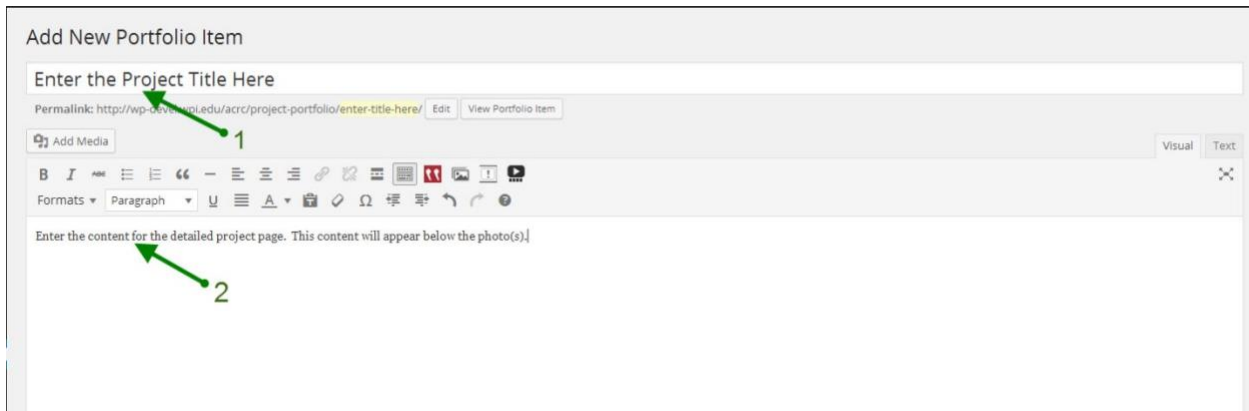 Add New Portfolio Item
Enter the Project Title Here
Permalink: http://wp-devel.wpi.edu/acrc/project-portfolio/enter-title-here/ Edit View Portfolio Item
1
Add Media
Visual Text
B I ABC
Formats Paragraph U A Ω
Enter the content for the detailed project page. This content will appear below the photo(s).
2